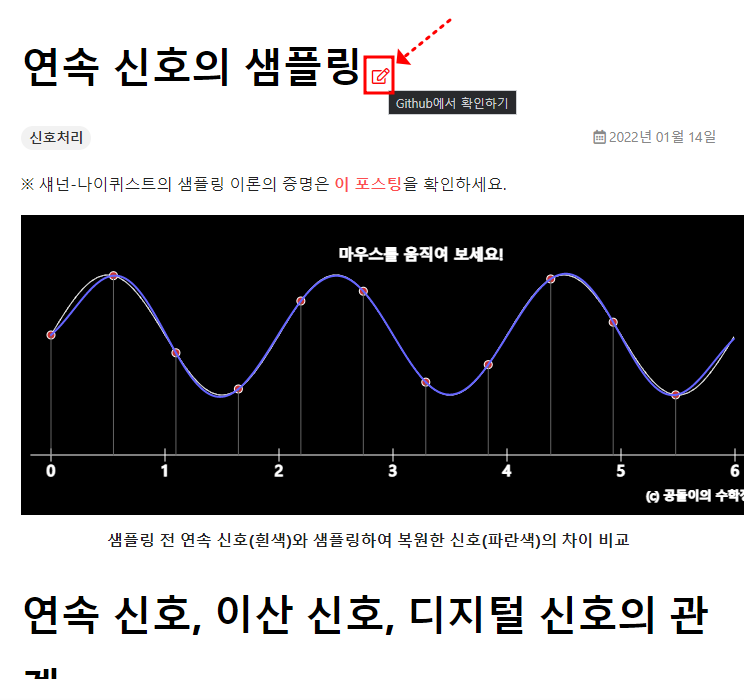 연속 신호의 샘플링
Github에서 확인하기
신호처리
2022년 01월 14일
※ 섀넌-나이퀴스트의 샘플링 이론의 증명은 이 포스팅을 확인하세요.
마우스를 움직여 보세요!
0 1 2 3 4 5 6
(c) 공돌이의 수학정
샘플링 전 연속 신호(흰색)와 샘플링하여 복원한 신호(파란색)의 차이 비교
연속 신호, 이산 신호, 디지털 신호의 관
계